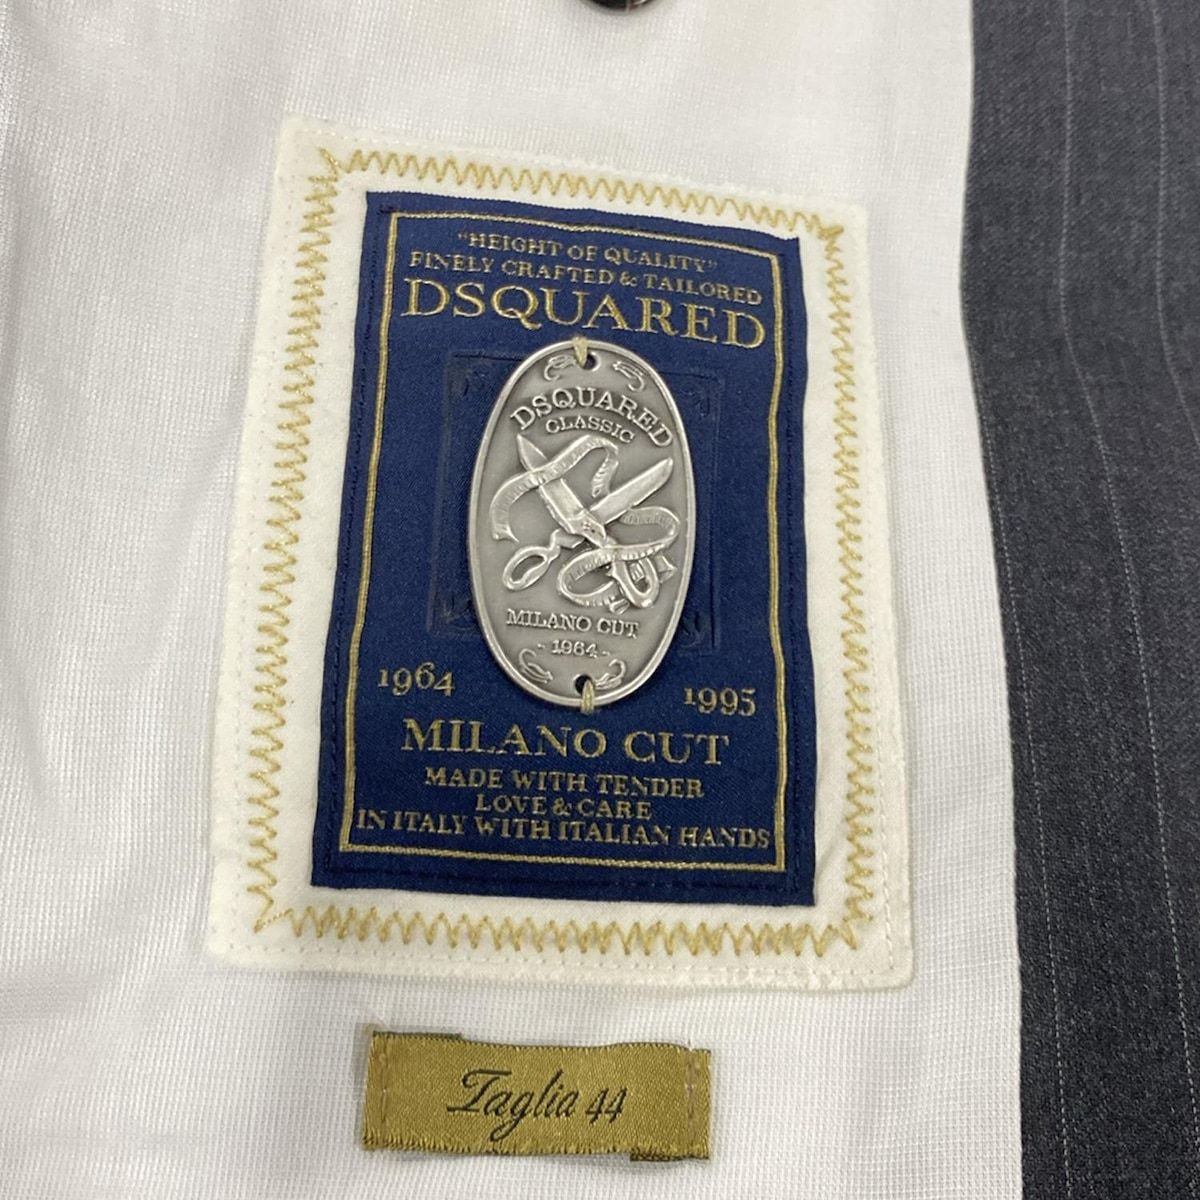 "HEIGHT OF QUALITY"
FINELY CRAFTED & TAILORED
DSQUARED
DSQUARED
CLASSIC
MILANO CUT
- 1964 -
1964
1995
MILANO CUT
MADE WITH TENDER
LOVE & CARE
IN ITALY WITH ITALIAN HANDS
Taglia 44